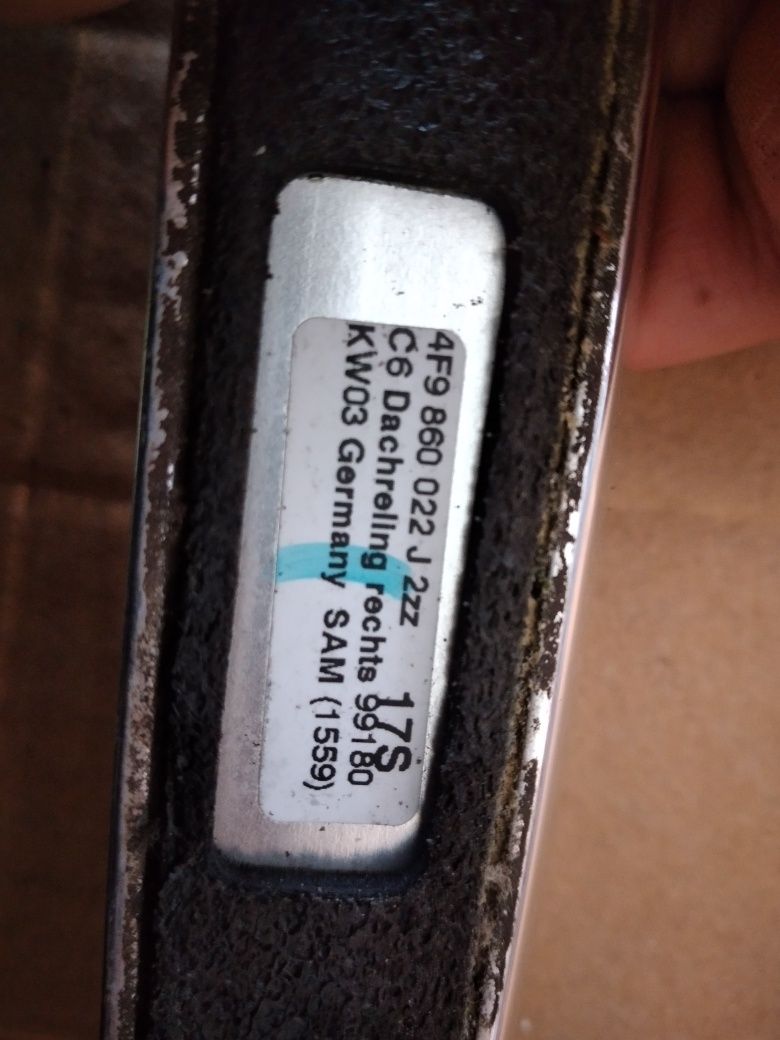 4F9 860 022 J 2zz
C6 Dachreling rechts 99180
KW03 Germany SAM (1559)
17S